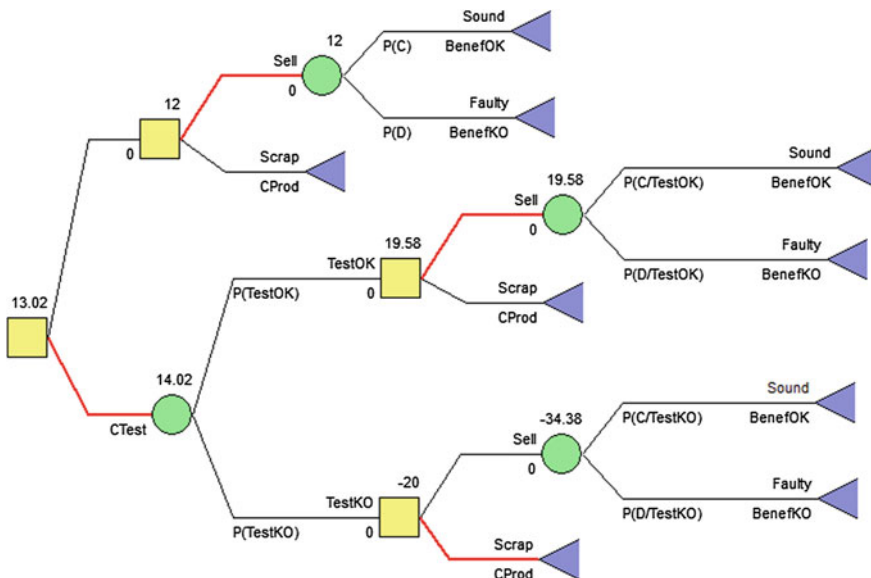 Sound
12
P(C) BenefOK
Sell
0
Faulty
12
P(D) BenefKO
0
Scrap
CProd
Sound
19.58
P(C/TestOK) BenefOK
Sell
0
19.58
Faulty
TestOK
P(D/TestOK) BenefKO
P(TestOK) 0
Scrap
13.02
CProd
14.02
Sound
-34.38
P(C/TestKO) BenefOK
CTest
Sell
0
-20
Faulty
TestKO
P(D/TestKO) BenefKO
P(TestKO) 0
Scrap
CProd